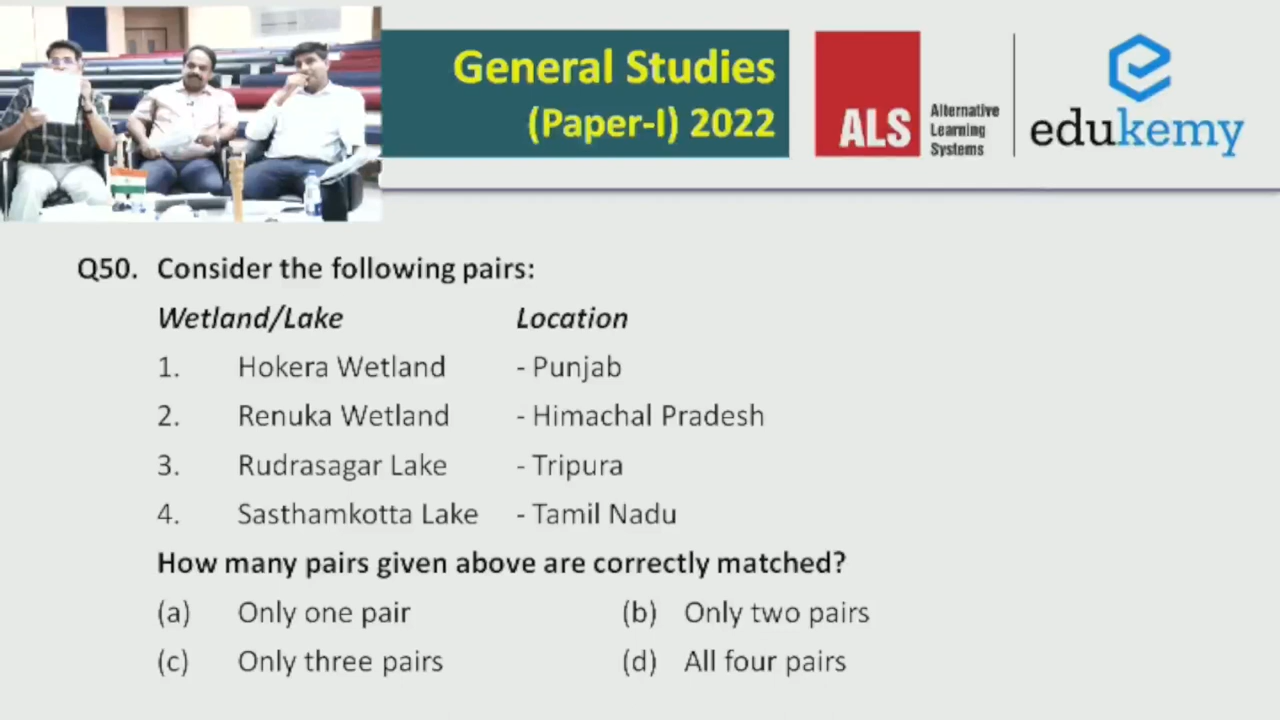 General Studies
(Paper-I) 2022
ALS
Alternative
Learning
Systems
edukemy
Q50. Consider the following pairs:
Wetland/Lake Location
1. Hokera Wetland - Punjab
2. Renuka Wetland - Himachal Pradesh
3. Rudrasagar Lake - Tripura
4. Sasthamkotta Lake - Tamil Nadu
How many pairs given above are correctly matched?
(a) Only one pair (b) Only two pairs
(c) Only three pairs (d) All four pairs